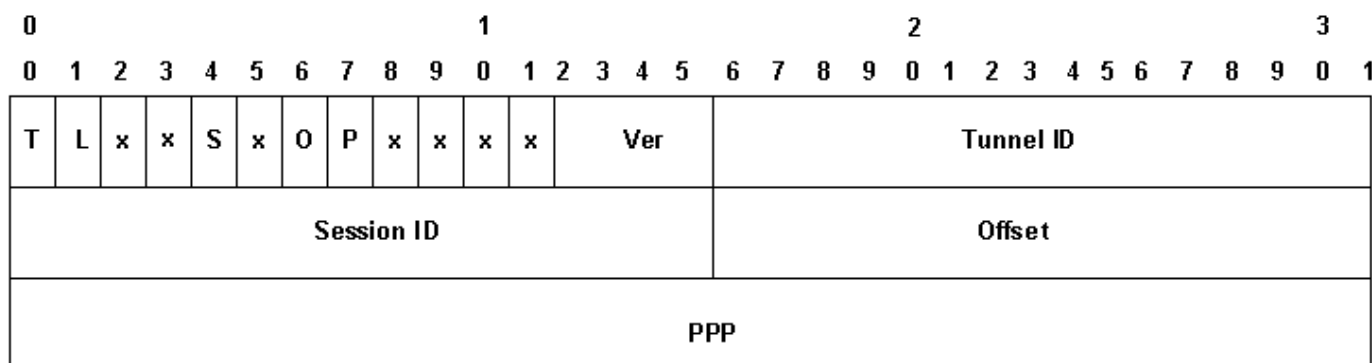 0 1 2 3
0 1 2 3 4 5 6 7 8 9 0 1 2 3 4 5 6 7 8 9 0 1 2 3 4 5 6 7 8 9 0 1
T L x x S x O P x x x x Ver Tunnel ID
Session ID Offset
PPP